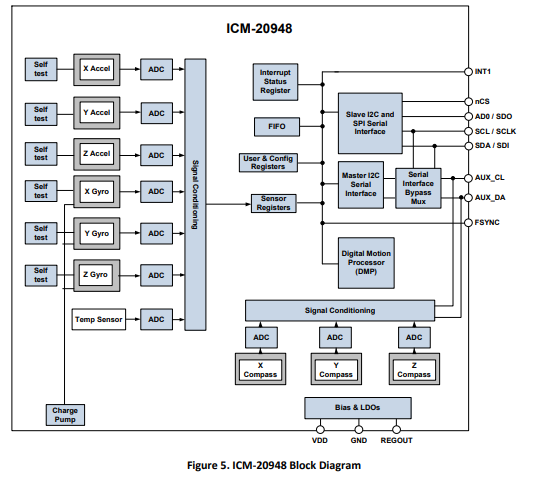 ICM-20948
Self
test
X Accel
ADC
Self
test
Y Accel
ADC
Self
test
Z Accel
ADC
Self
test
X Gyro
ADC
Self
test
Y Gyro
ADC
Self
test
Z Gyro
ADC
Temp Sensor
ADC
Charge
Pump
Signal Conditioning
Interrupt
Status
Register
FIFO
User & Config
Registers
Sensor
Registers
Slave I2C and
SPI Serial
Interface
Master I2C
Serial
Interface
Serial
Interface
Bypass
Mux
Digital Motion
Processor
(DMP)
INT1
nCS
AD0 / SDO
SCL / SCLK
SDA / SDI
AUX_CL
AUX_DA
FSYNC
Signal Conditioning
ADC
ADC
ADC
X
Compass
Y
Compass
Z
Compass
Bias & LDOs
VDD
GND
REGOUT
Figure 5. ICM-20948 Block Diagram